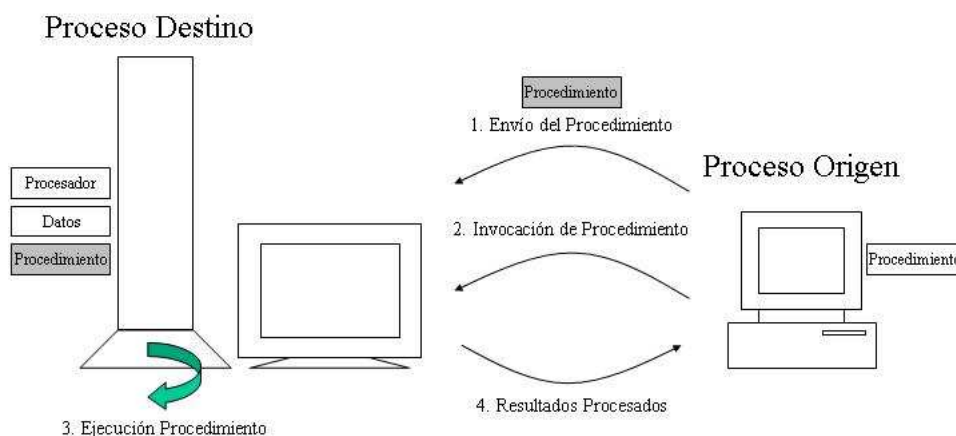 Proceso Destino
Procedimiento
1. Envío del Procedimiento
Proceso Origen
Procesador
Datos
Procedimiento
2. Invocación de Procedimiento
Procedimiento
4. Resultados Procesados
3. Ejecución Procedimiento